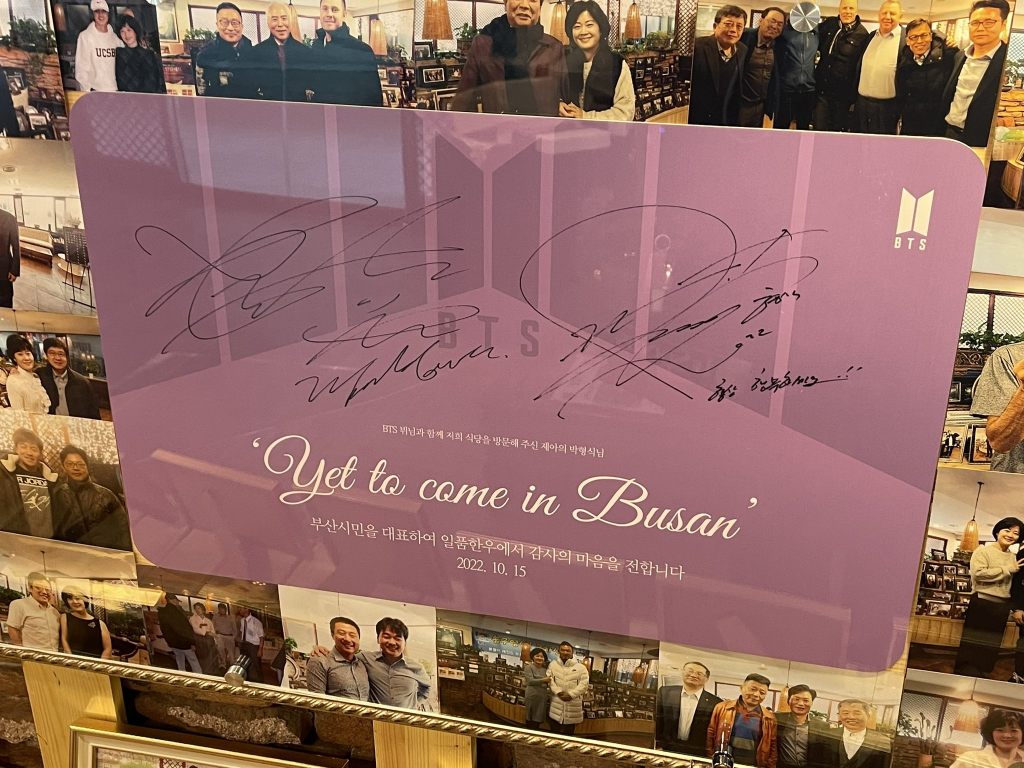 UCSB
BTS
BTS
BTS 뷔님과 함께 저희 식당을 방문해 주신 제아의 박형식님
'Yet to come in Busan'
부산시민을 대표하여 일품한우에서 감사의 마음을 전합니다
2022. 10. 15